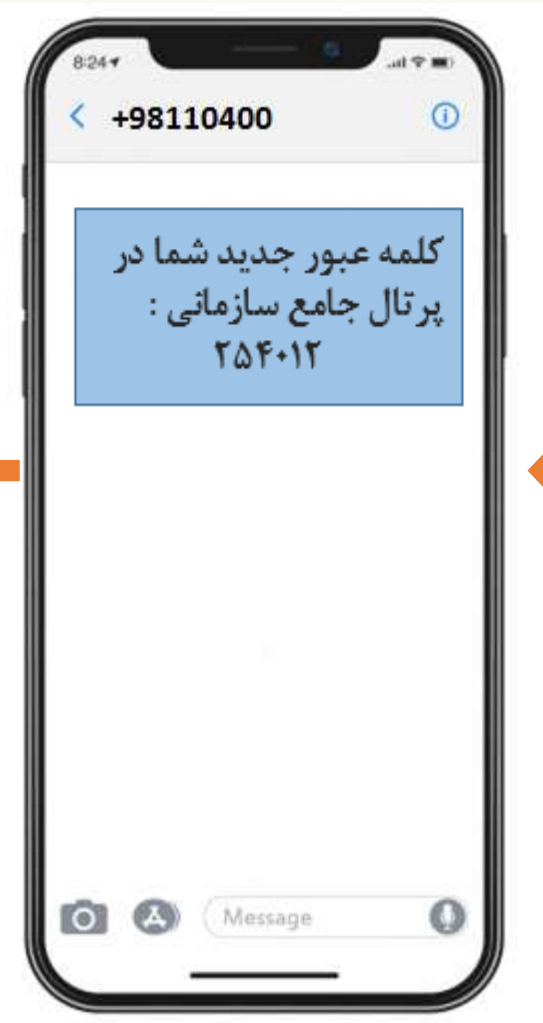 8:24
+98110400
کلمه عبور جدید شما در
پرتال جامع سازمانی :
۲۵۴۰۱۲
Message